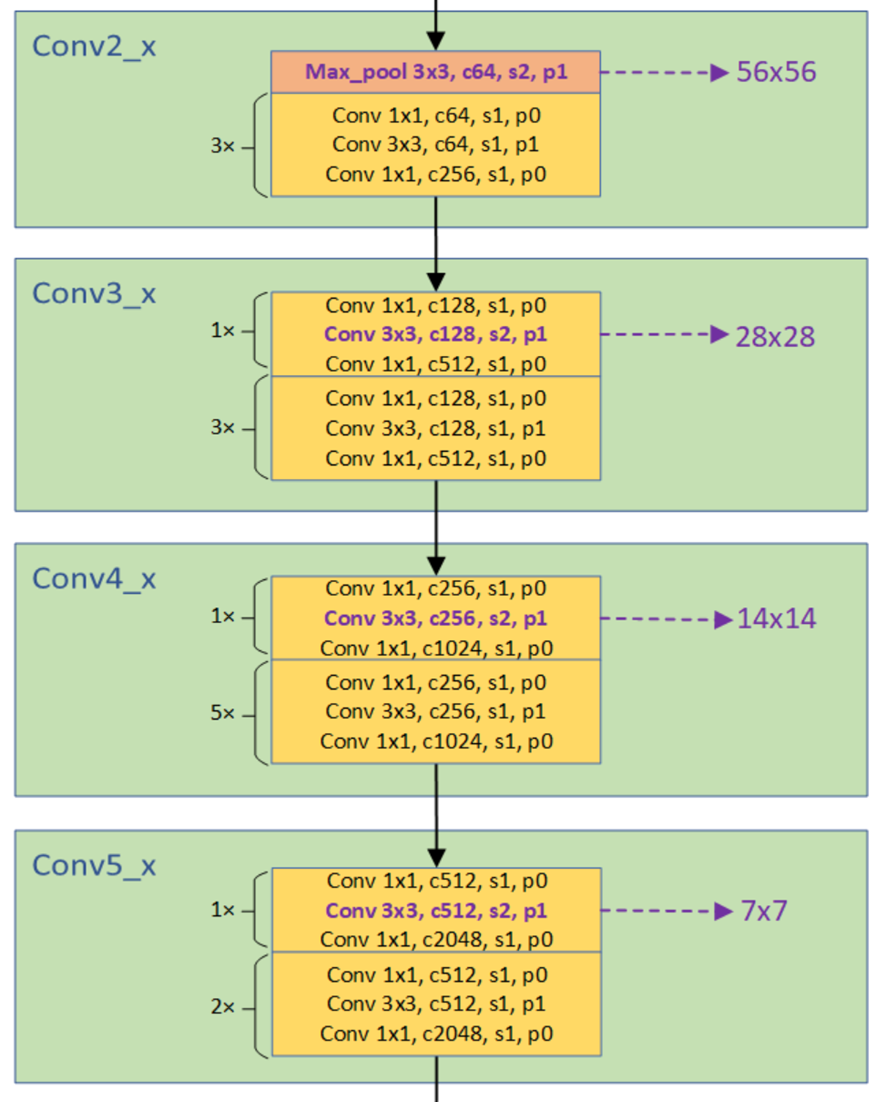 Conv2_x
Max_pool 3x3, c64, s2, p1
56x56
3×
Conv 1x1, c64, s1, p0
Conv 3x3, c64, s1, p1
Conv 1x1, c256, s1, p0
Conv3_x
1×
Conv 1x1, c128, s1, p0
Conv 3x3, c128, s2, p1
Conv 1x1, c512, s1, p0
28x28
3×
Conv 1x1, c128, s1, p0
Conv 3x3, c128, s1, p1
Conv 1x1, c512, s1, p0
Conv4_x
1×
Conv 1x1, c256, s1, p0
Conv 3x3, c256, s2, p1
Conv 1x1, c1024, s1, p0
14x14
5×
Conv 1x1, c256, s1, p0
Conv 3x3, c256, s1, p1
Conv 1x1, c1024, s1, p0
Conv5_x
1×
Conv 1x1, c512, s1, p0
Conv 3x3, c512, s2, p1
Conv 1x1, c2048, s1, p0
7x7
2×
Conv 1x1, c512, s1, p0
Conv 3x3, c512, s1, p1
Conv 1x1, c2048, s1, p0